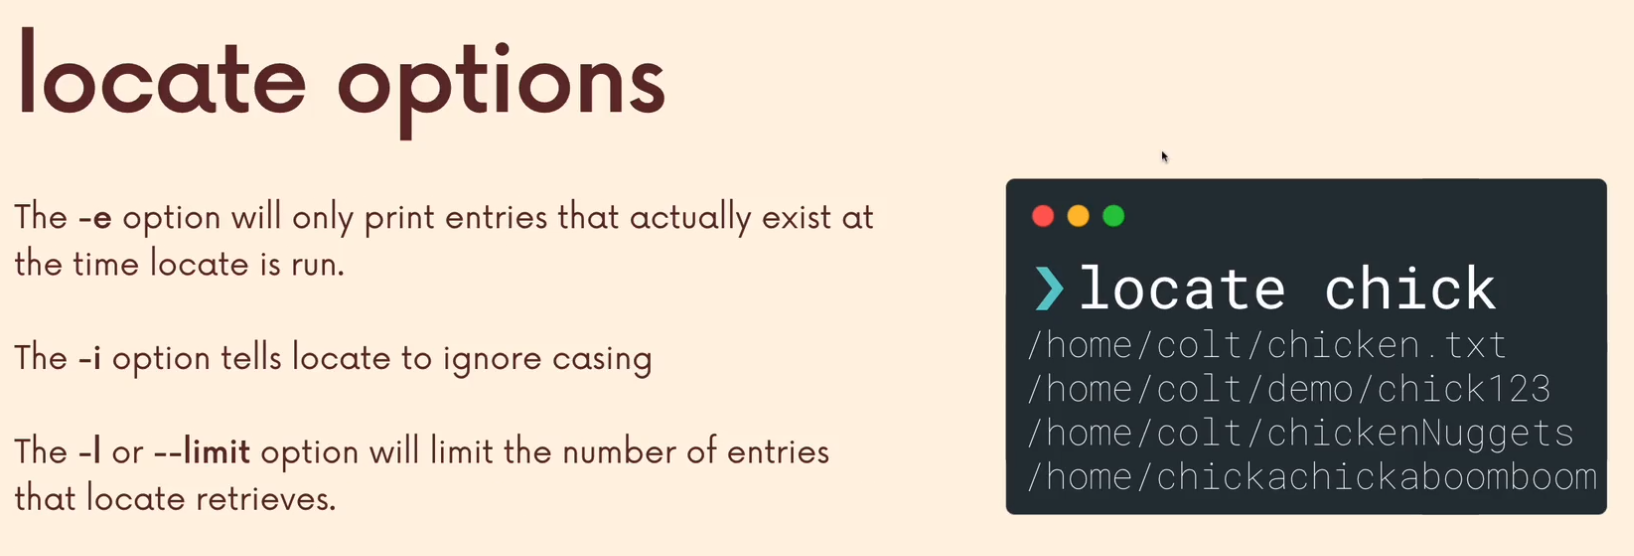 locate options
The -e option will only print entries that actually exist at
the time locate is run.
The -i option tells locate to ignore casing
The -l or --limit option will limit the number of entries
that locate retrieves.
❯ locate chick
/home/colt/chicken.txt
/home/colt/demo/chick123
/home/colt/chickenNuggets
/home/chickachickaboomboom